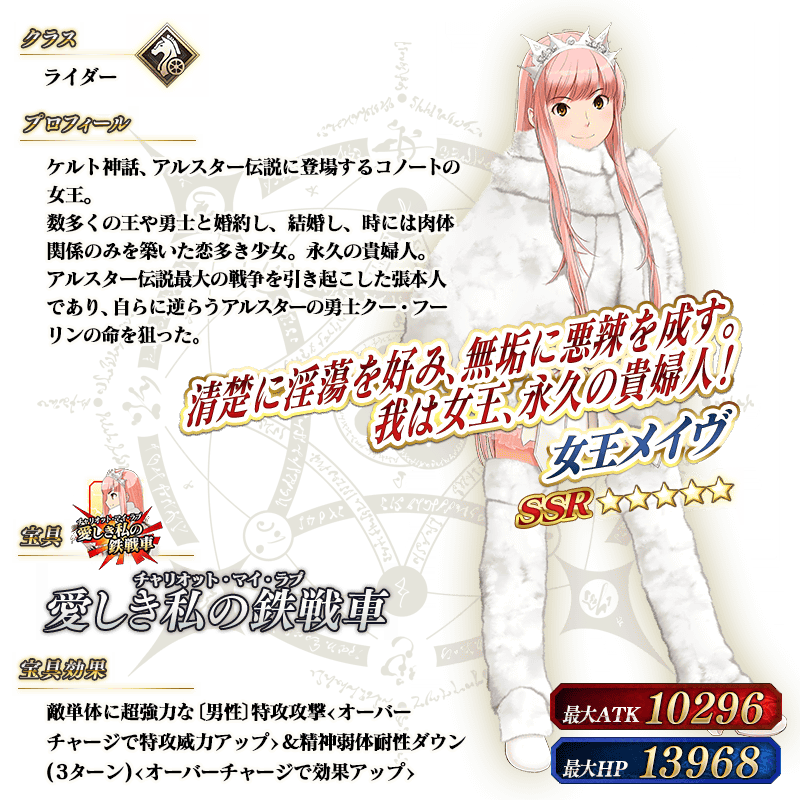 クラス
ライダー
プロフィール
ケルト神話、アルスター伝説に登場するコノートの
女王。
数多くの王や勇士と婚約し、結婚し、時には肉体
関係のみを築いた恋多き少女。永久の貴婦人。
アルスター伝説最大の戦争を引き起こした張本人
であり、自らに逆らうアルスターの勇士クー・フー
リンの命を狙った。
清楚に淫蕩を好み、無垢に悪辣を成す。
我は女王、永久の貴婦人!
女王メイヴ
SSR☆☆☆☆☆
宝具
チャリオット・マイ・ラブ
愛しき私の
鉄戦車
チャリオット・マイ・ラブ
愛しき私の鉄戦車
宝具効果
敵単体に超強力な〔男性〕特攻攻撃<オーバー
チャージで特攻威力アップ>&精神弱体耐性ダウン
(3ターン)<オーバーチャージで効果アップ>
最大ATK 10296
最大HP 13968